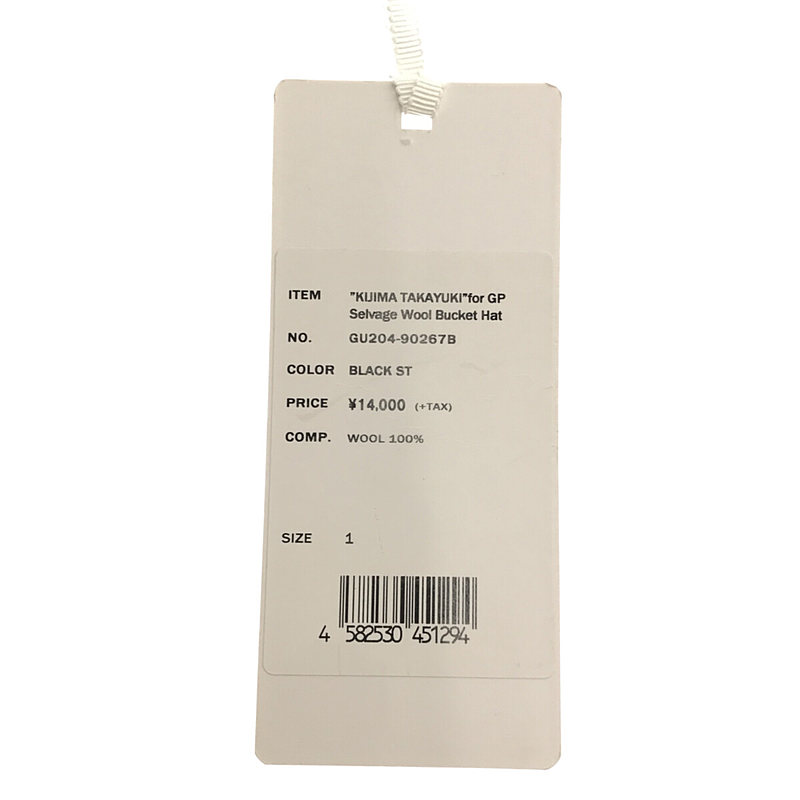 ITEM "KIJIMA TAKAYUKI"for GP
Selvage Wool Bucket Hat
NO. GU204-90267B
COLOR BLACK ST
PRICE ¥14,000 (+TAX)
COMP. WOOL 100%
SIZE 1
4 582530 451294